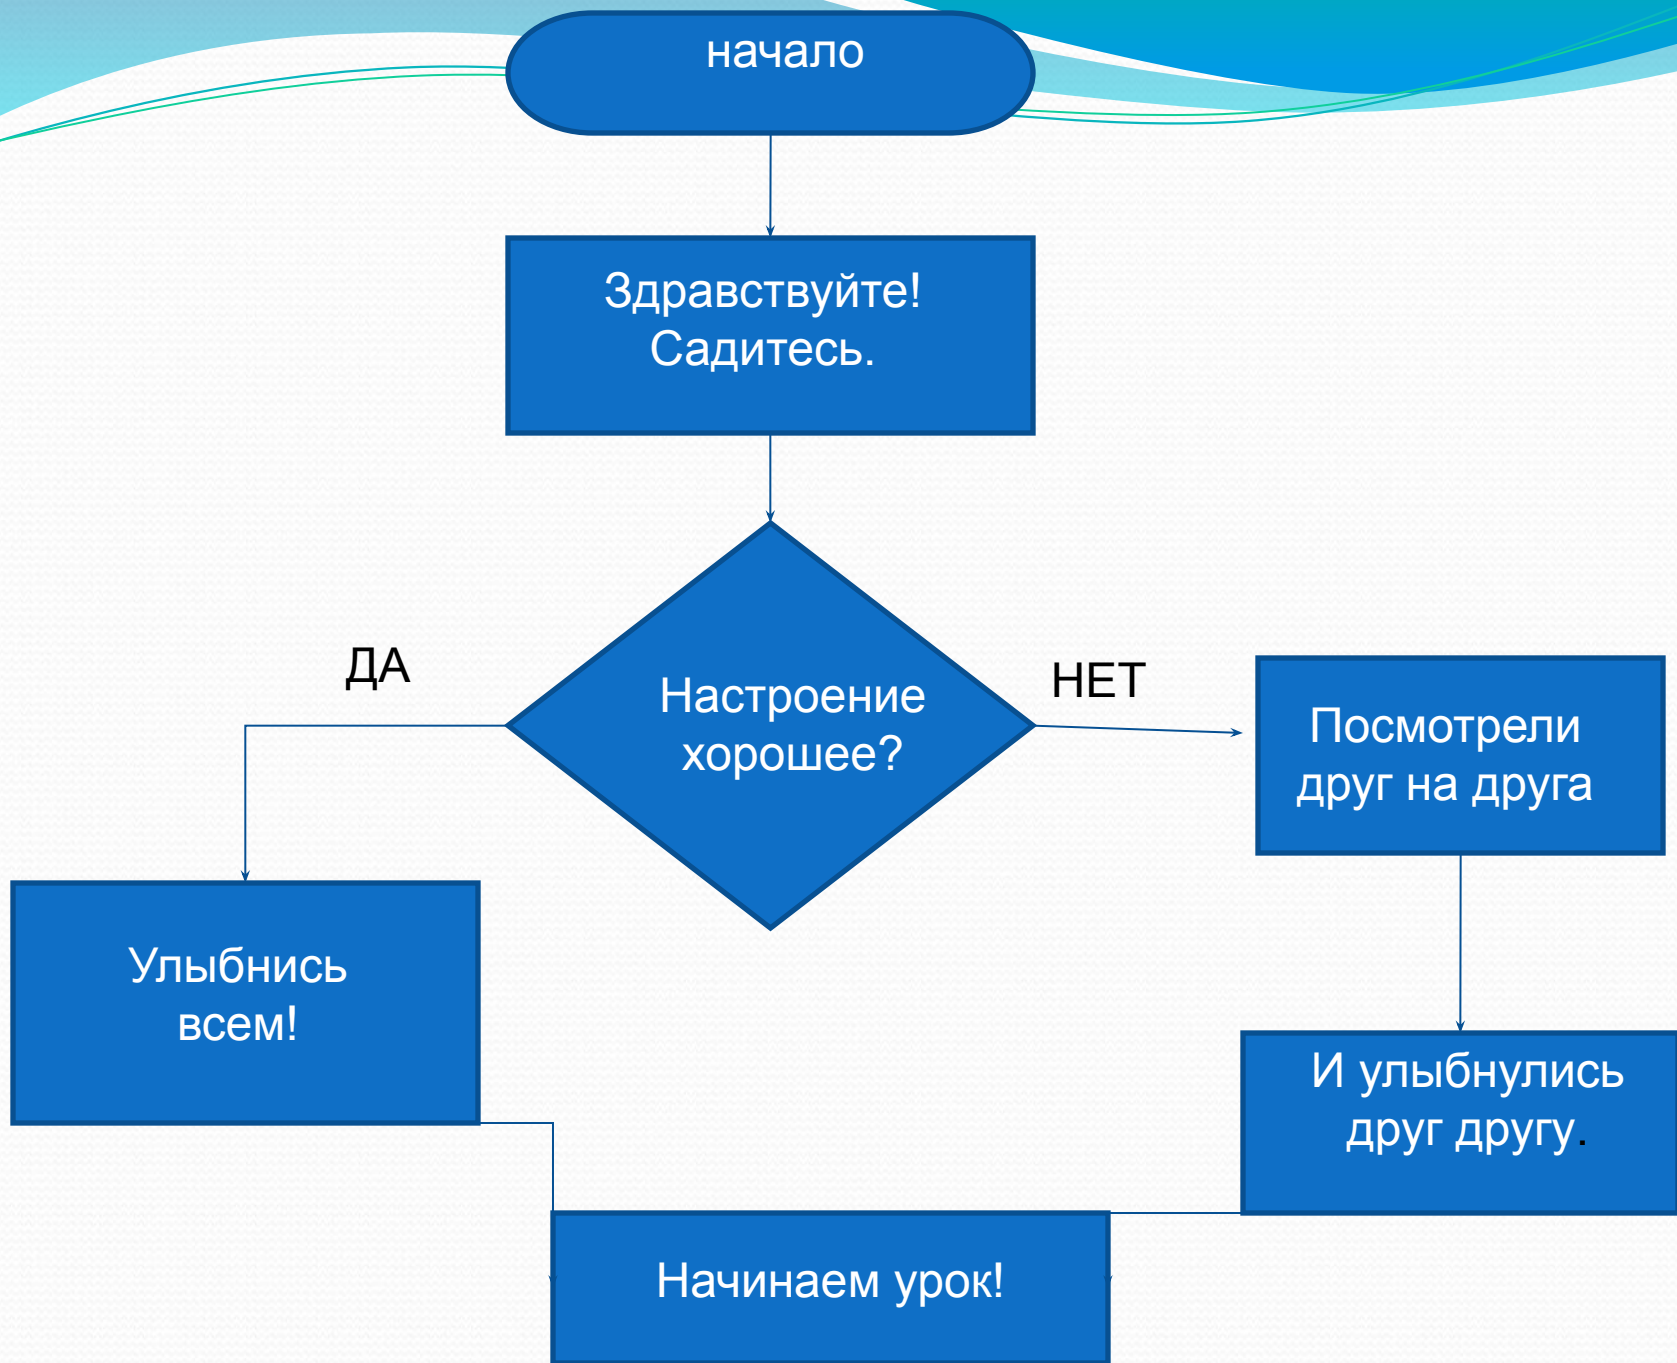 начало
Здравствуйте!
Садитесь.
ДА
Настроение
хорошее?
НЕТ
Посмотрели
друг на друга
Улыбнись
всем!
И улыбнулись
друг другу.
Начинаем урок!